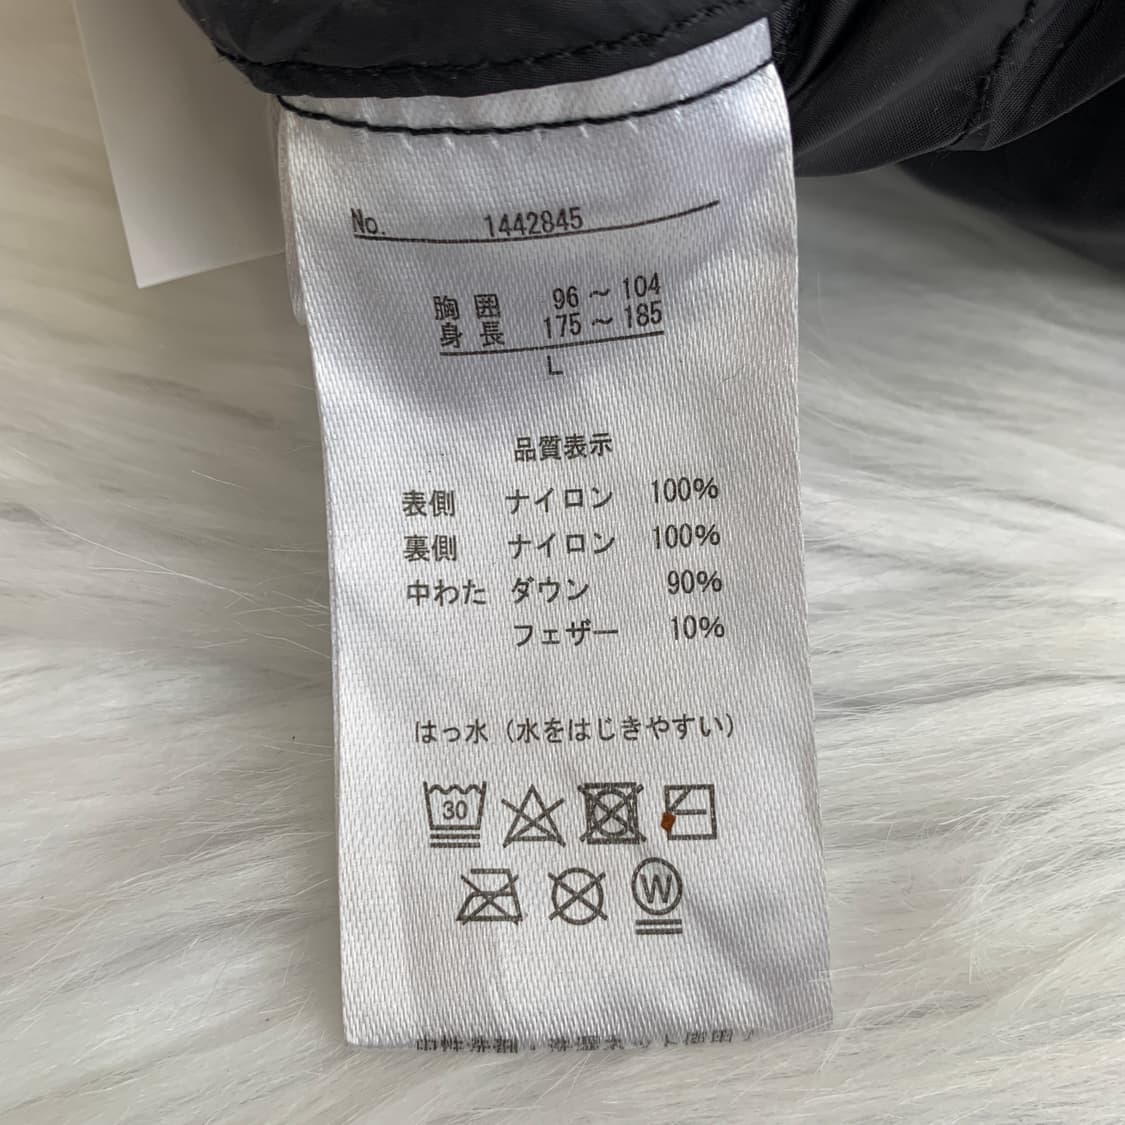 No. 1442845
胸囲 96～104
身長 175～185
L
品質表示
表側 ナイロン 100%
裏側 ナイロン 100%
中わた ダウン 90%
フェザー 10%
はっ水（水をはじきやすい）
30
W